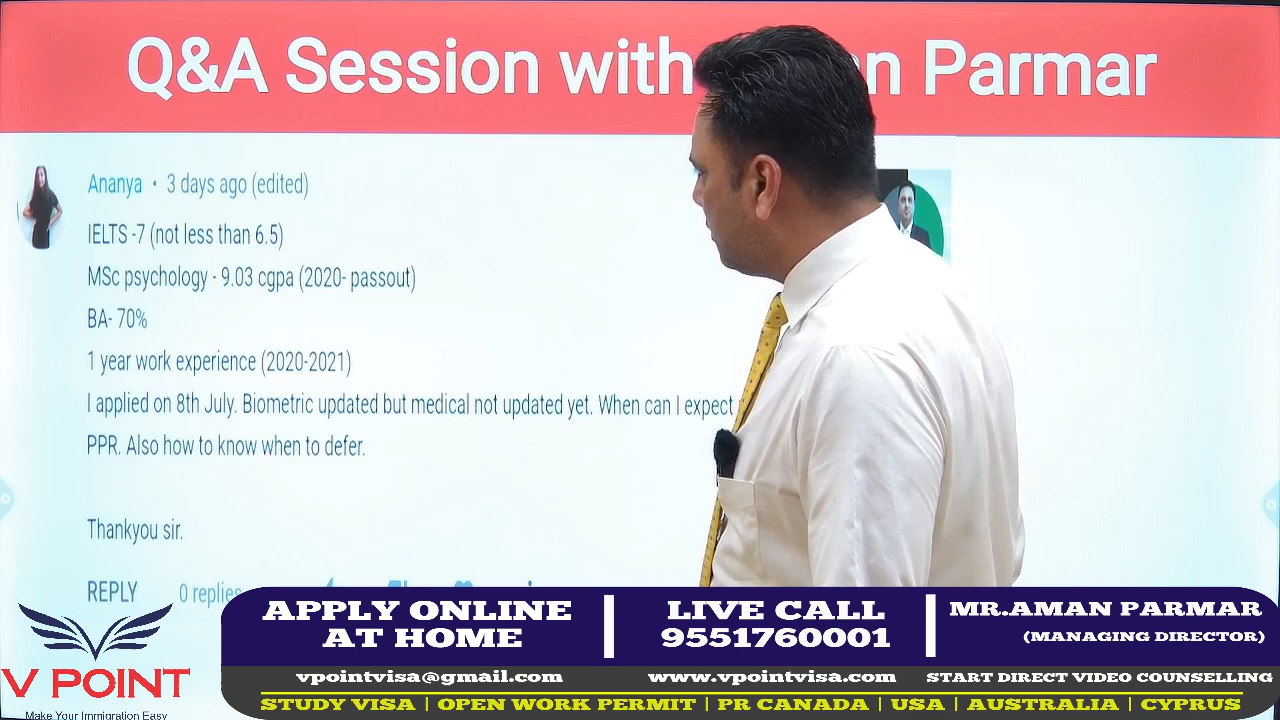 Q&A Session with n Parmar
Ananya • 3 days ago (edited)
IELTS -7 (not less than 6.5)
MSc psychology - 9.03 cgpa (2020- passout)
BA- 70%
1 year work experience (2020-2021)
I applied on 8th July. Biometric updated but medical not updated yet. When can I expect
PPR. Also how to know when to defer.
Thankyou sir.
REPLY 0 replies
APPLY ONLINE
AT HOME
LIVE CALL
9551760001
MR.AMAN PARMAR
(MANAGING DIRECTOR)
V POINT
Make Your Immigration Easy
vpointvisa@gmail.com
www.vpointvisa.com
START DIRECT VIDEO COUNSELLING
STUDY VISA | OPEN WORK PERMIT | PR CANADA | USA | AUSTRALIA | CYPRUS